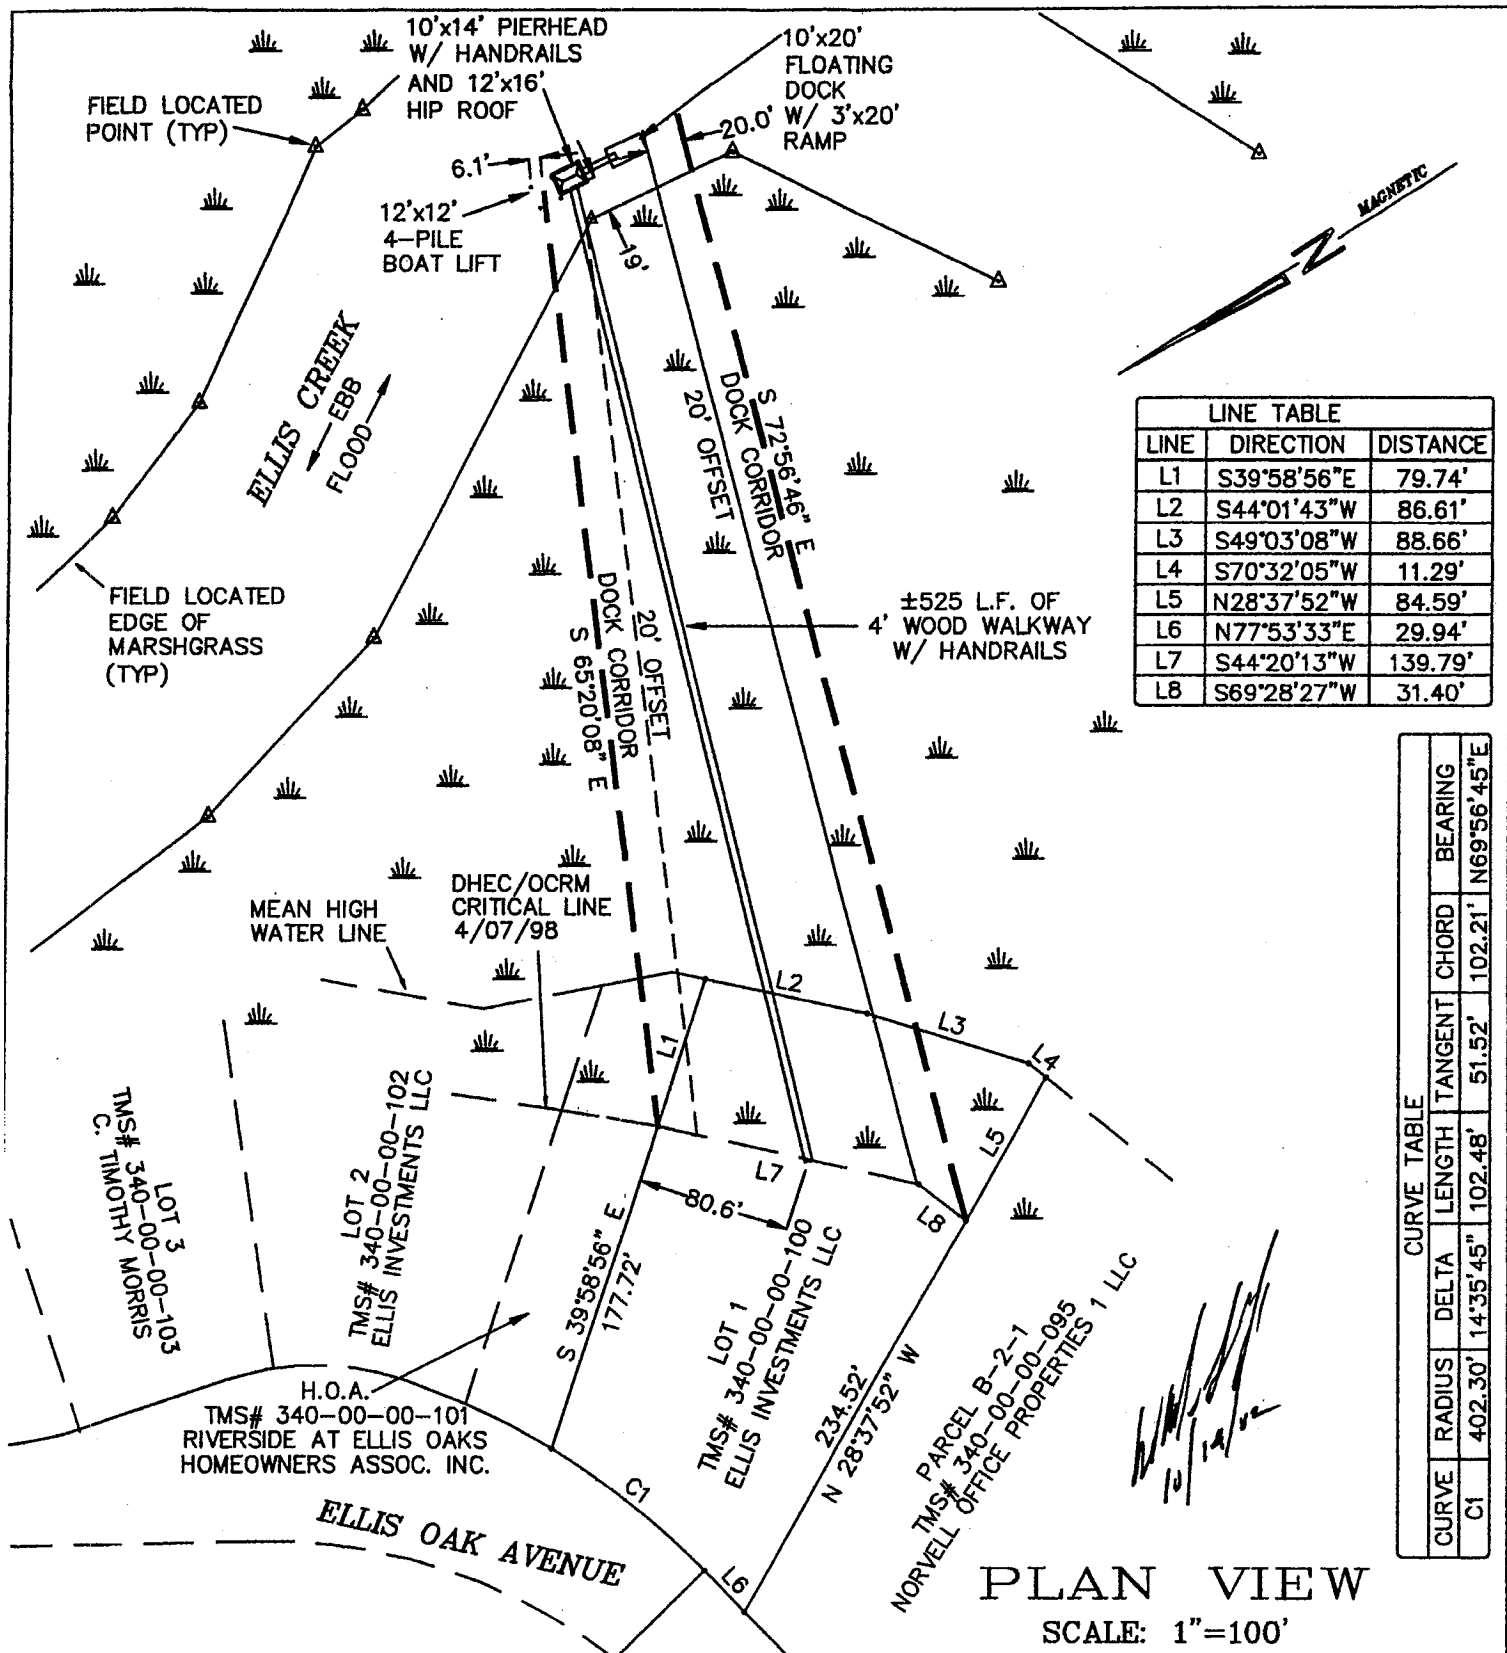 10'x14' PIERHEAD
W/ HANDRAILS
AND 12'x16'
HIP ROOF
10'x20'
FLOATING
DOCK
W/ 3'x20'
RAMP
FIELD LOCATED
POINT (TYP)
20.0'
6.1'
12'x12'
4-PILE
BOAT LIFT
19'
MAGNETIC
N
ELLIS CREEK
EBB
FLOOD
S 72°56'46" E
DOCK CORRIDOR
20' OFFSET
LINE TABLE
LINE DIRECTION DISTANCE
L1 S39°58'56"E 79.74'
L2 S44°01'43"W 86.61'
L3 S49°03'08"W 88.66'
L4 S70°32'05"W 11.29'
L5 N28°37'52"W 84.59'
L6 N77°53'33"E 29.94'
L7 S44°20'13"W 139.79'
L8 S69°28'27"W 31.40'
FIELD LOCATED
EDGE OF
MARSHGRASS
(TYP)
20' OFFSET
DOCK CORRIDOR
S 65°20'08" E
±525 L.F. OF
4' WOOD WALKWAY
W/ HANDRAILS
DHEC/OCRM
CRITICAL LINE
4/07/98
MEAN HIGH
WATER LINE
L2
L3
L4
L1
L5
L7
L8
80.6'
CURVE TABLE
CURVE RADIUS DELTA LENGTH TANGENT CHORD BEARING
C1 402.30' 14°35'45" 102.48' 51.52' 102.21' N69°56'45"E
LOT 3
TMS# 340-00-00-103
C. TIMOTHY MORRIS
LOT 2
TMS# 340-00-00-102
ELLIS INVESTMENTS LLC
S 39°58'56" E
177.72'
LOT 1
TMS# 340-00-00-100
ELLIS INVESTMENTS LLC
234.52'
N 28°37'52" W
PARCEL B-2-1
TMS# 340-00-00-095
NORVELL OFFICE PROPERTIES 1 LLC
H.O.A.
TMS# 340-00-00-101
RIVERSIDE AT ELLIS OAKS
HOMEOWNERS ASSOC. INC.
C1
L6
ELLIS OAK AVENUE
PLAN VIEW
SCALE: 1"=100'